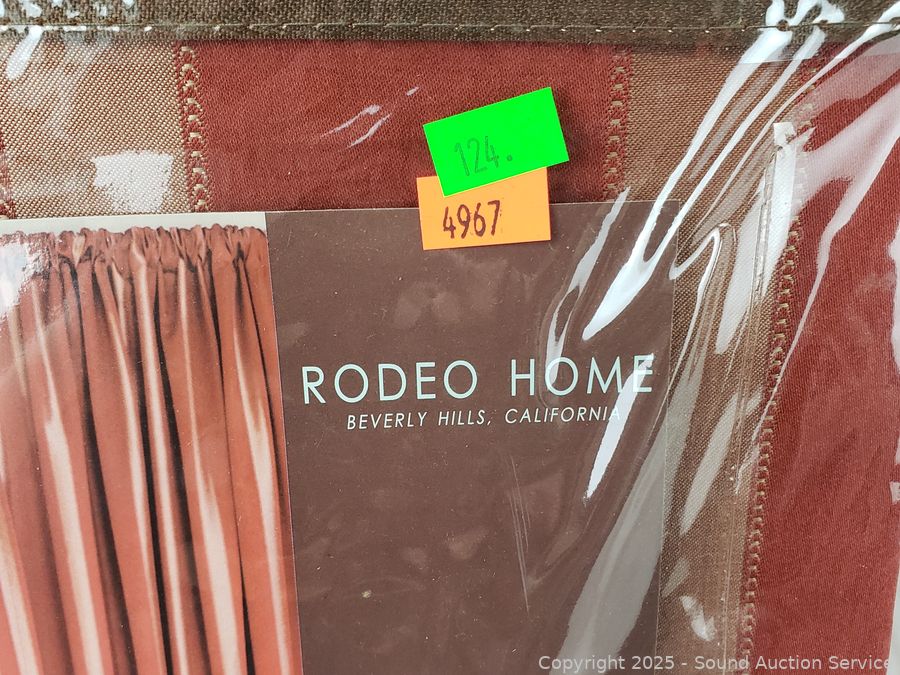 124.
4967
RODEO HOME
BEVERLY HILLS, CALIFORNIA
Copyright 2025 - Sound Auction Service